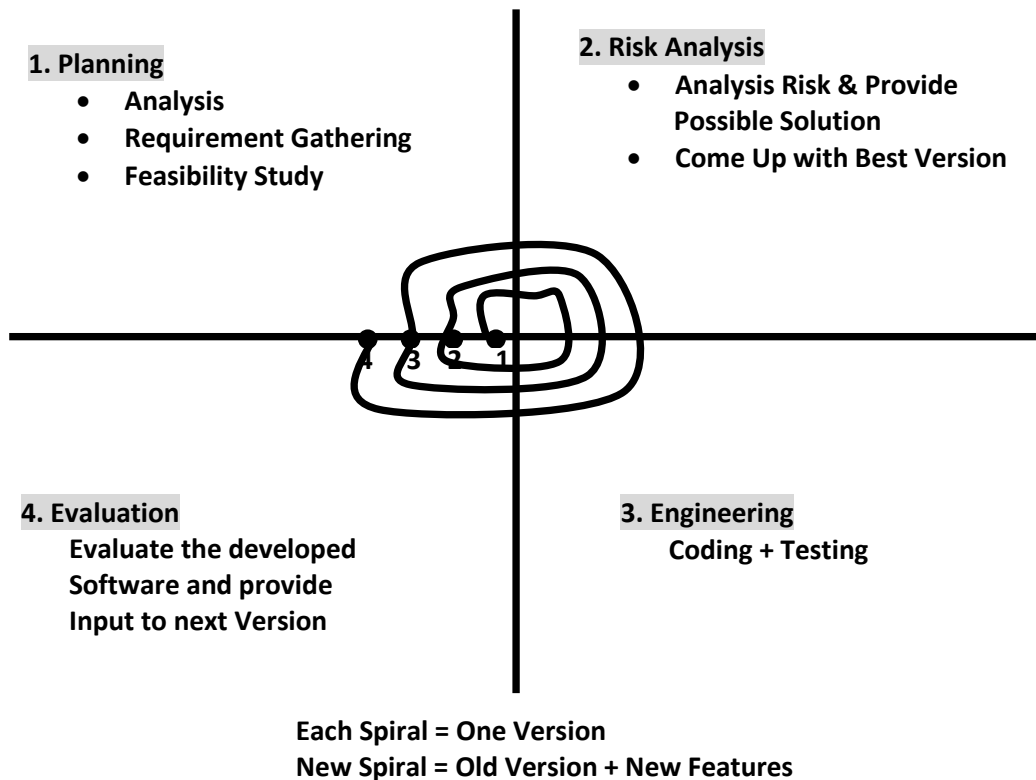 1. Planning
• Analysis
• Requirement Gathering
• Feasibility Study
2. Risk Analysis
• Analysis Risk & Provide
Possible Solution
• Come Up with Best Version
4 3 2 1
4. Evaluation
Evaluate the developed
Software and provide
Input to next Version
3. Engineering
Coding + Testing
Each Spiral = One Version
New Spiral = Old Version + New Features